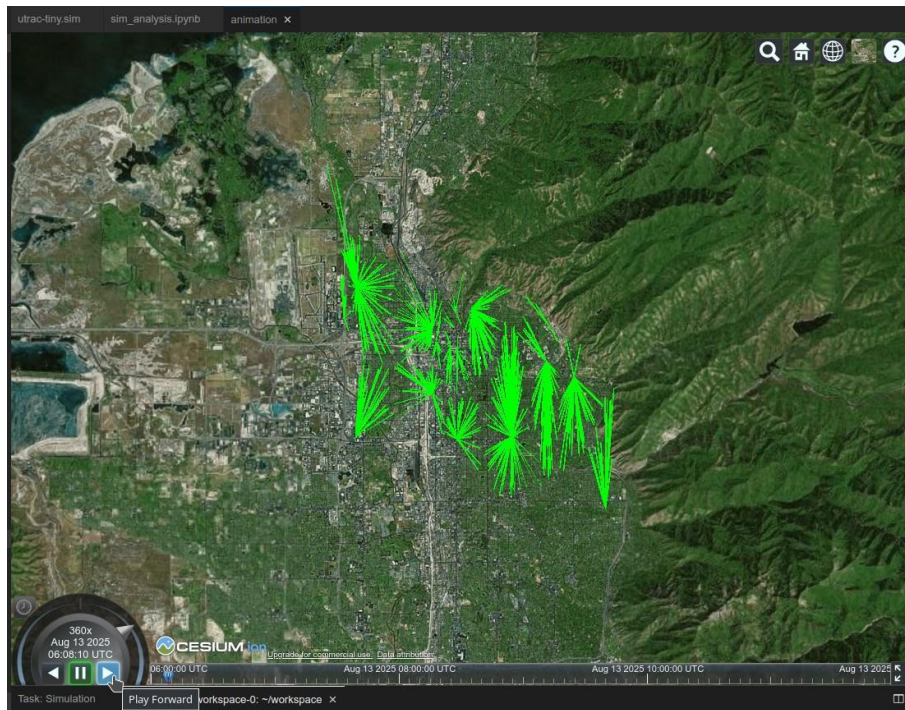 utrac-tiny.sim sim_analysis.ipynb animation ×
?
360x
Aug 13 2025
06:08:10 UTC
CESIUM ion
Upgrade for commercial use. Data attribution
06:00:00 UTC Aug 13 2025 08:00:00 UTC Aug 13 2025 10:00:00 UTC Aug 13 2025
Task: Simulation Play Forward workspace-0: ~/workspace ×